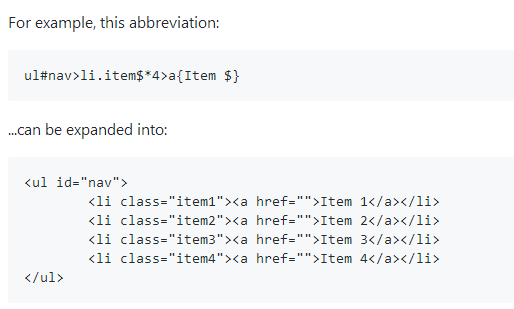 For example, this abbreviation:
ul#nav>li.item$*4>a{Item $}
...can be expanded into:
<ul id="nav">
        <li class="item1"><a href="">Item 1</a></li>
        <li class="item2"><a href="">Item 2</a></li>
        <li class="item3"><a href="">Item 3</a></li>
        <li class="item4"><a href="">Item 4</a></li>
</ul>